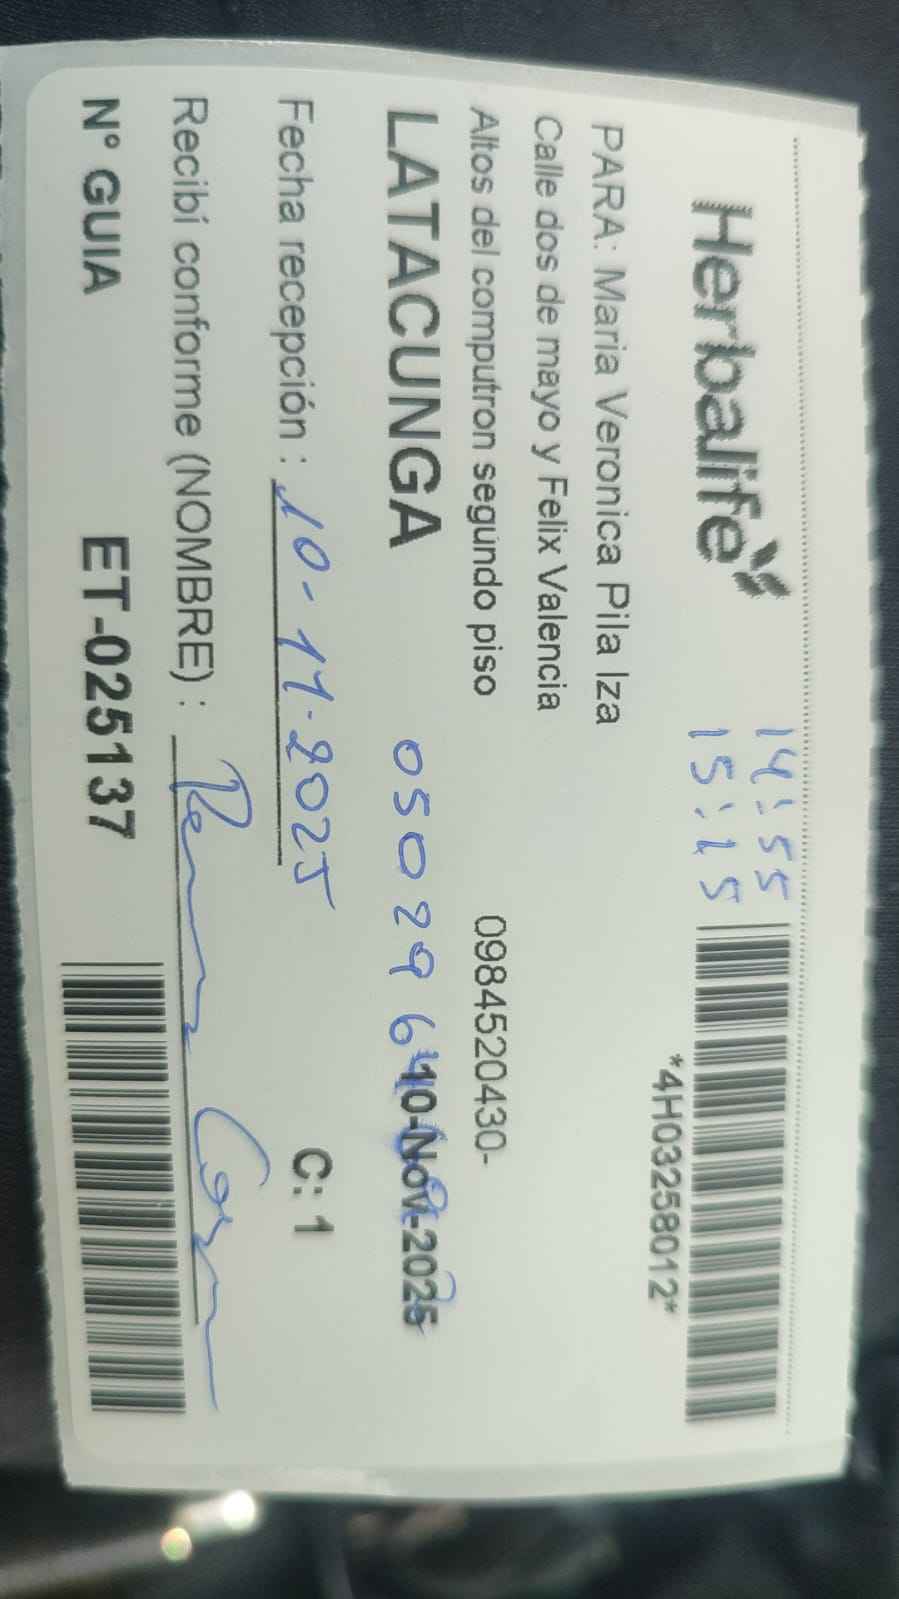 Herbalife
14:55
15:15
*4H03258012*
PARA: Maria Veronica Pila Iza
Calle dos de mayo y Felix Valencia
Altos del computron segundo piso 0984520430-
LATACUNGA 050296 10-Nov-2025
Fecha recepción : 10-11-2025 C: 1
Recibí conforme (NOMBRE) :
N° GUIA ET-025137